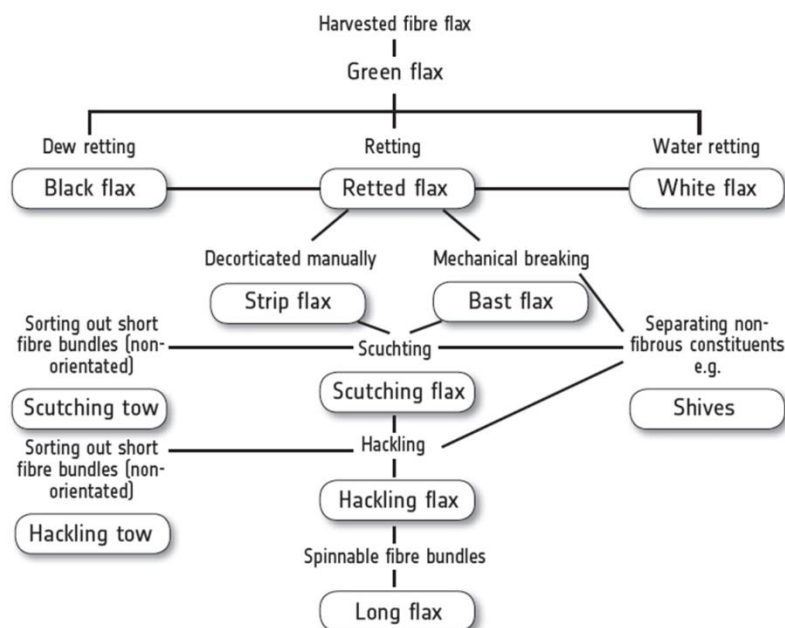 Harvested fibre flax
Green flax
Dew retting
Retting
Water retting
Black flax
Retted flax
White flax
Decorticated manually
Mechanical breaking
Strip flax
Bast flax
Sorting out short
fibre bundles (non-
orientated)
Scuchting
Separating non-
fibrous constituents
e.g.
Scutching tow
Scutching flax
Shives
Sorting out short
fibre bundles (non-
orientated)
Hackling
Hackling tow
Hackling flax
Spinnable fibre bundles
Long flax